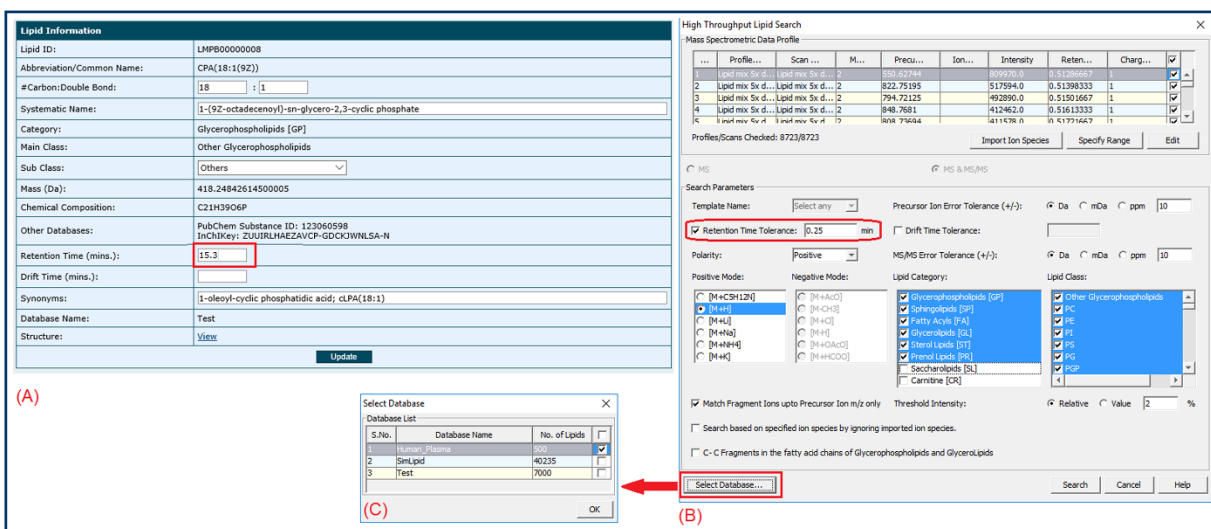 Lipid Information
Lipid ID: LMPB00000008
Abbreviation/Common Name: CPA(18:1(9Z))
#Carbon:Double Bond: 18 : 1
Systematic Name: 1-(9Z-octadecenoyl)-sn-glycero-2,3-cyclic phosphate
Category: Glycerophospholipids [GP]
Main Class: Other Glycerophospholipids
Sub Class: Others
Mass (Da): 418.24842614500005
Chemical Composition: C21H39O6P
Other Databases: PubChem Substance ID: 123060598
InChIKey: ZUUIRLHAEZAVCP-GDCKJWNLSA-N
Retention Time (mins.): 15.3
Drift Time (mins.):
Synonyms: 1-oleoyl-cyclic phosphatidic acid; cLPA(18:1)
Database Name: Test
Structure: View
Update
(A)
High Throughput Lipid Search
Mass Spectrometric Data Profile
... Profile... Scan ... M... Precu... Ion... Intensity Reten... Charg...
1 Lipid mix 5x d... Lipid mix 5x d... 2 550.62744 809970.0 0.51286667 1
2 Lipid mix 5x d... Lipid mix 5x d... 2 822.75195 517594.0 0.51398333 1
3 Lipid mix 5x d... Lipid mix 5x d... 2 794.72125 492890.0 0.51501667 1
4 Lipid mix 5x d... Lipid mix 5x d... 2 848.7681 412462.0 0.51613333 1
5 Lipid mix 5x d... Lipid mix 5x d... 2 808.73694 411578.0 0.51721667 1
Profiles/Scans Checked: 8723/8723 Import Ion Species Specify Range Edit
MS MS & MS/MS
Search Parameters
Template Name: Select any Precursor Ion Error Tolerance (+/-): Da mDa ppm 10
Retention Time Tolerance: 0.25 min Drift Time Tolerance:
Polarity: Positive MS/MS Error Tolerance (+/-): Da mDa ppm 10
Positive Mode: Negative Mode: Lipid Category: Lipid Class:
[M+C5H12N] [M+AcO] Glycerophospholipids [GP] Other Glycerophospholipids
[M+H] [M-CH3] Sphingolipids [SP] PC
[M+Li] [M+Cl] Fatty Acyls [FA] PE
[M+Na] [M-H] Glycerolipids [GL] PI
[M+NH4] [M+OAcO] Sterol Lipids [ST] PS
[M+K] [M+HCOO] Prenol Lipids [PR] PG
Saccharolipids [SL] PGP
Carnitine [CR]
Match Fragment Ions upto Precursor Ion m/z only Threshold Intensity: Relative Value 2 %
Search based on specified ion species by ignoring imported ion species.
C- C Fragments in the fatty acid chains of Glycerophospholipids and GlyceroLipids
Select Database... Search Cancel Help
(B)
Select Database
Database List
S.No. Database Name No. of Lipids
1 Human_Plasma 500
2 SimLipid 40235
3 Test 7000
OK
(C)